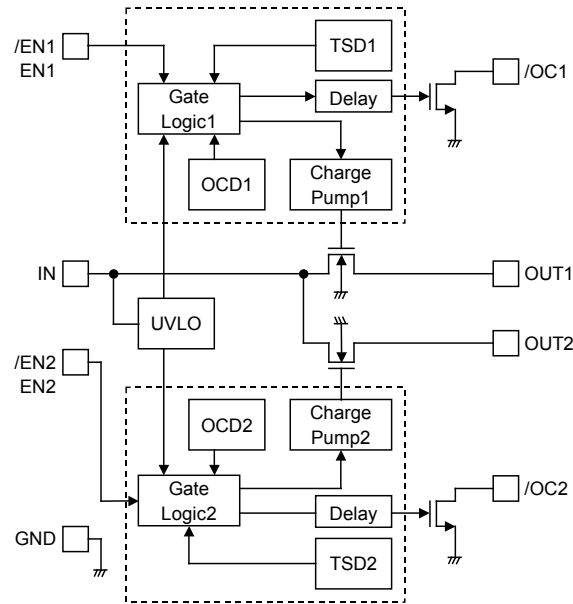 /EN1
EN1
TSD1
/OC1
Gate
Logic1
Delay
OCD1
Charge
Pump1
IN
OUT1
UVLO
OUT2
/EN2
EN2
OCD2
Charge
Pump2
Gate
Logic2
Delay
/OC2
GND
TSD2